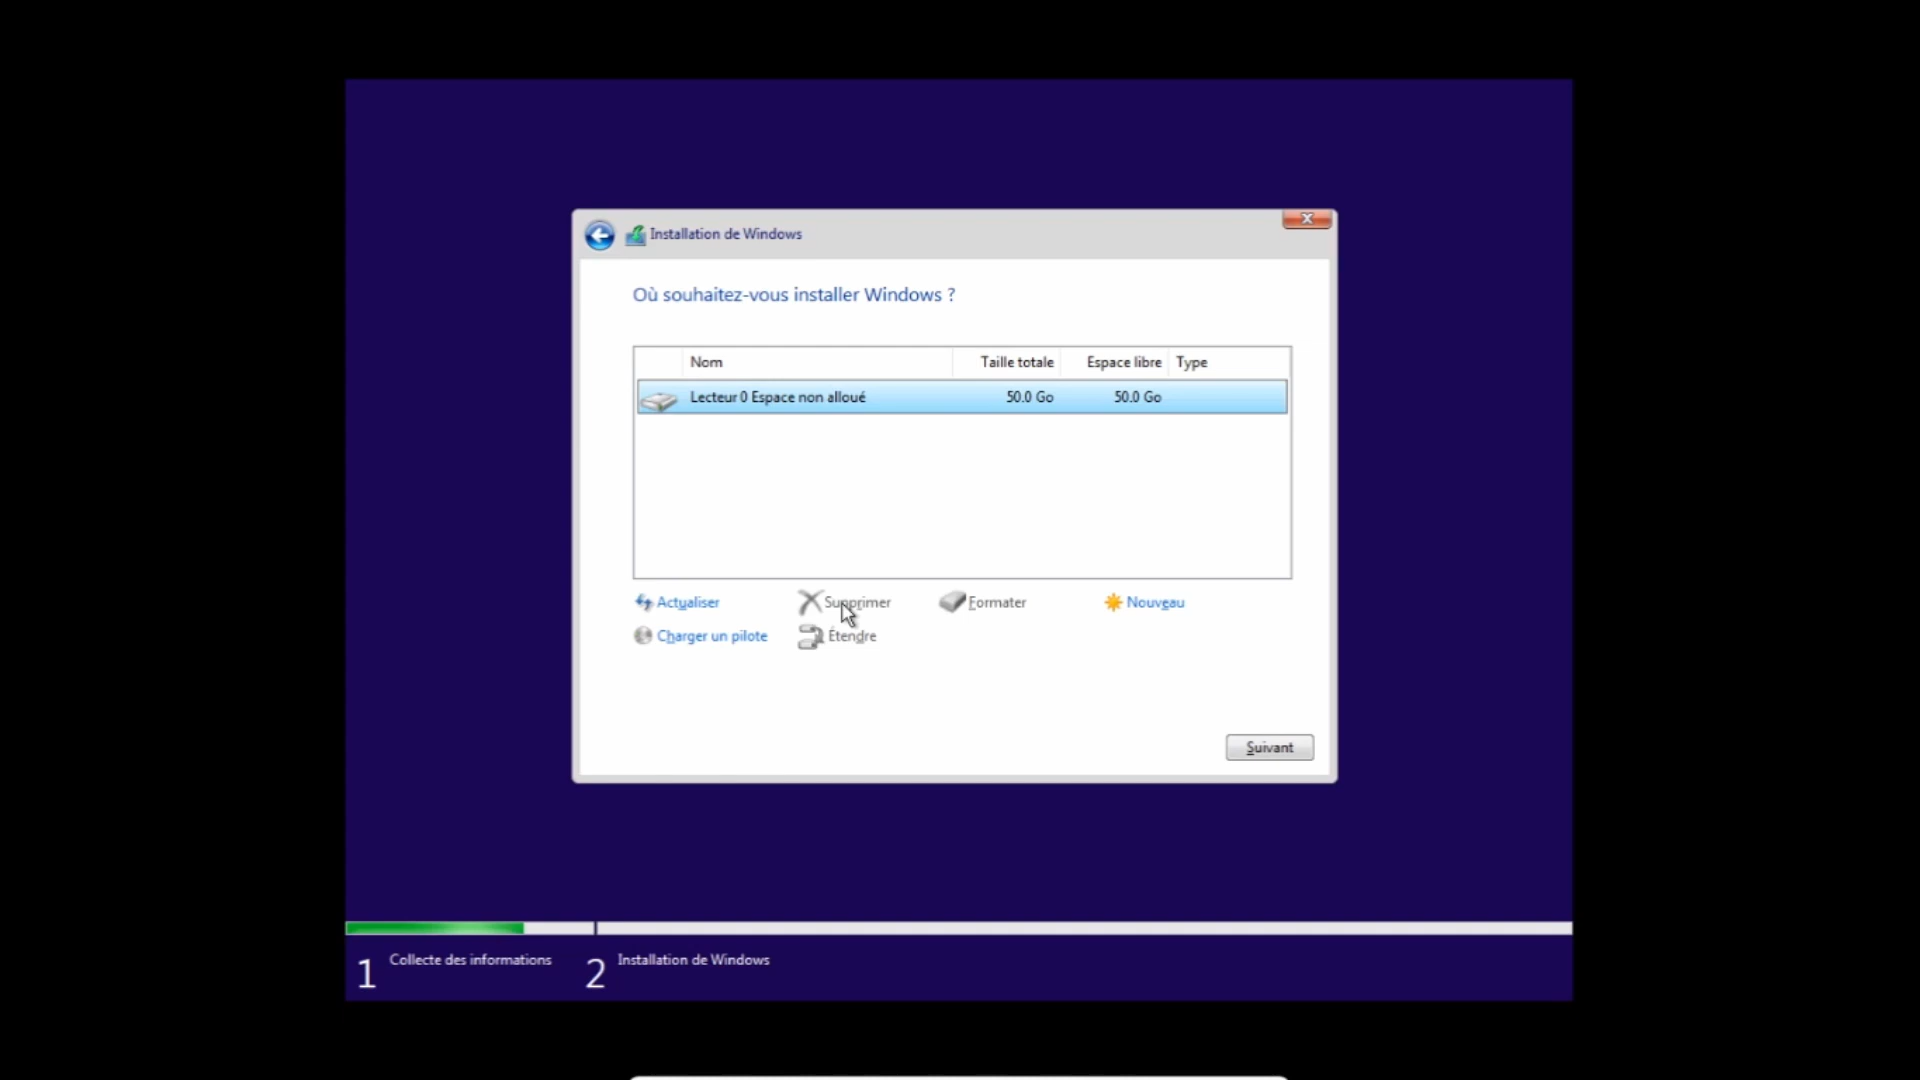 Installation de Windows
Où souhaitez-vous installer Windows ?
Nom Taille totale Espace libre Type
Lecteur 0 Espace non alloué 50.0 Go 50.0 Go
Actualiser Supprimer Formater Nouveau
Charger un pilote Étendre
Suivant
1 Collecte des informations 2 Installation de Windows